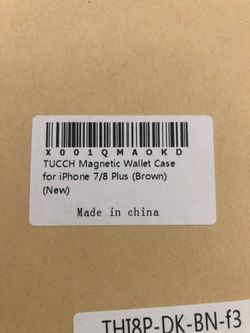 X001QMAOKD
TUCCH Magnetic Wallet Case
for iPhone 7/8 Plus (Brown)
(New)
Made in china
THI8P-DK-BN-f3